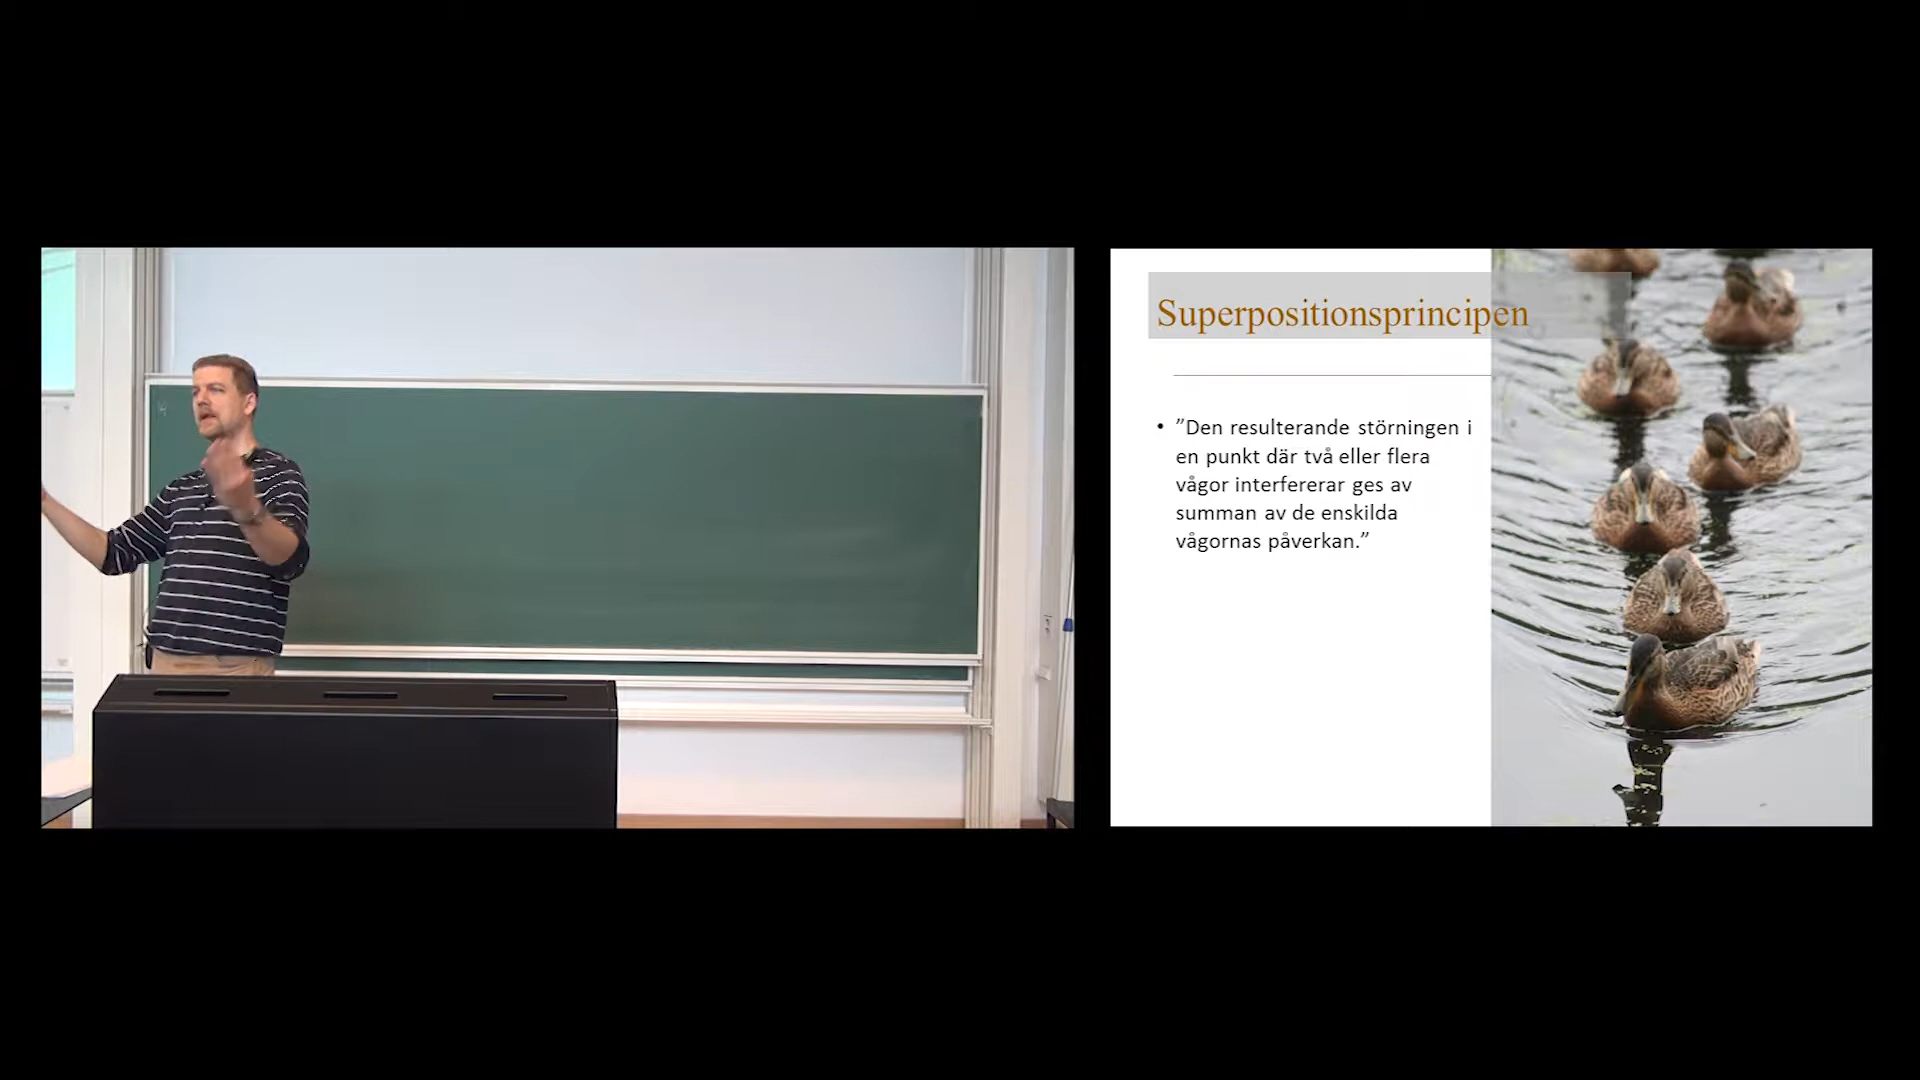 Superpositionsprincipen
• ”Den resulterande störningen i
en punkt där två eller flera
vågor interfererar ges av
summan av de enskilda
vågornas påverkan.”